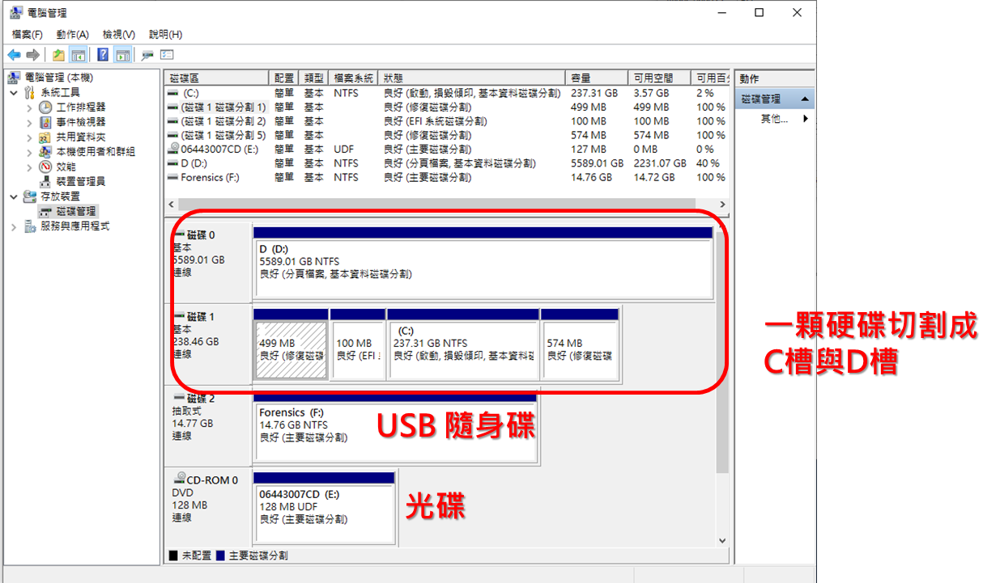 電腦管理
檔案(F) 動作(A) 檢視(V) 說明(H)
電腦管理 (本機)
系統工具
工作排程器
事件檢視器
共用資料夾
本機使用者和群組
效能
裝置管理員
存放裝置
磁碟管理
服務與應用程式
磁碟區 配置 類型 檔案系統 狀態 容量 可用空間 可用百分
(C:) 簡單 基本 NTFS 良好 (啟動, 損毀傾印, 基本資料磁碟分割) 237.31 GB 3.57 GB 2 %
(磁碟 1 磁碟分割 1) 簡單 基本 良好 (修復磁碟分割) 499 MB 499 MB 100 %
(磁碟 1 磁碟分割 2) 簡單 基本 良好 (EFI 系統磁碟分割) 100 MB 100 MB 100 %
(磁碟 1 磁碟分割 5) 簡單 基本 良好 (修復磁碟分割) 574 MB 574 MB 100 %
06443007CD (E:) 簡單 基本 UDF 良好 (主要磁碟分割) 127 MB 0 MB 0 %
D (D:) 簡單 基本 NTFS 良好 (分頁檔案, 基本資料磁碟分割) 5589.01 GB 2231.07 GB 40 %
Forensics (F:) 簡單 基本 NTFS 良好 (主要磁碟分割) 14.76 GB 14.72 GB 100 %
磁碟 0
基本
5589.01 GB
連線
D (D:)
5589.01 GB NTFS
良好 (分頁檔案, 基本資料磁碟分割)
磁碟 1
基本
238.46 GB
連線
499 MB
良好 (修復磁碟
100 MB
良好 (EFI
(C:)
237.31 GB NTFS
良好 (啟動, 損毀傾印, 基本資料磁碟
574 MB
良好 (修復磁碟
磁碟 2
抽取式
14.77 GB
連線
Forensics (F:)
14.76 GB NTFS
良好 (主要磁碟分割)
USB 隨身碟
CD-ROM 0
DVD
128 MB
連線
06443007CD (E:)
128 MB UDF
良好 (主要磁碟分割)
光碟
未配置 主要磁碟分割
動作
磁碟管理
其他...
一顆硬碟切割成
C槽與D槽